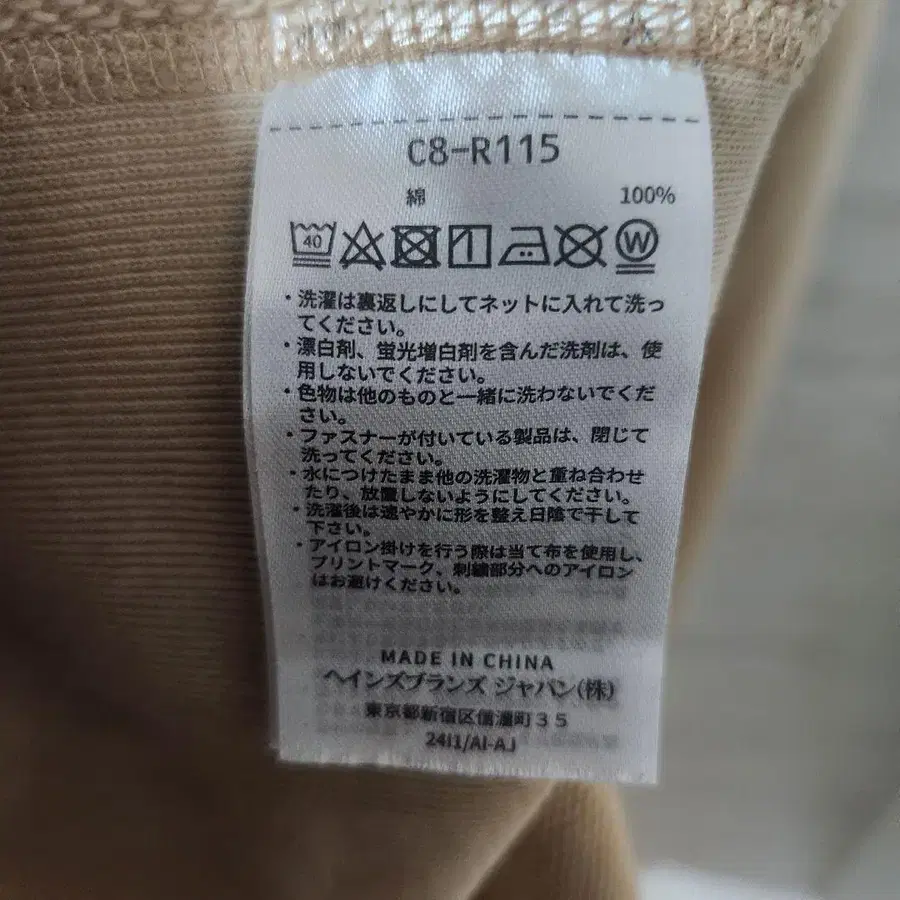 C8-R115
綿 100%
40
W
・洗濯は裏返しにしてネットに入れて洗っ
てください。
・漂白剤、蛍光増白剤を含んだ洗剤は、使
用しないでください。
・色物は他のものと一緒に洗わないでくだ
さい。
・ファスナーが付いている製品は、閉じて
洗ってください。
・水につけたまま他の洗濯物と重ね合わせ
たり、放置しないようにしてください。
・洗濯後は速やかに形を整え日陰で干して
下さい。
・アイロン掛けを行う際は当て布を使用し、
プリントマーク、刺繍部分へのアイロン
はお避けください。
MADE IN CHINA
ヘインズブランズ ジャパン(株)
東京都新宿区信濃町35
24I1/AI-AJ